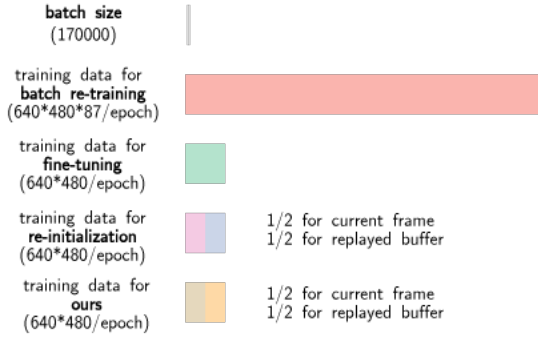 batch size
(170000)
training data for
batch re-training
(640*480*87/epoch)
training data for
fine-tuning
(640*480/epoch)
training data for
re-initialization
(640*480/epoch)
1/2 for current frame
1/2 for replayed buffer
training data for
ours
(640*480/epoch)
1/2 for current frame
1/2 for replayed buffer